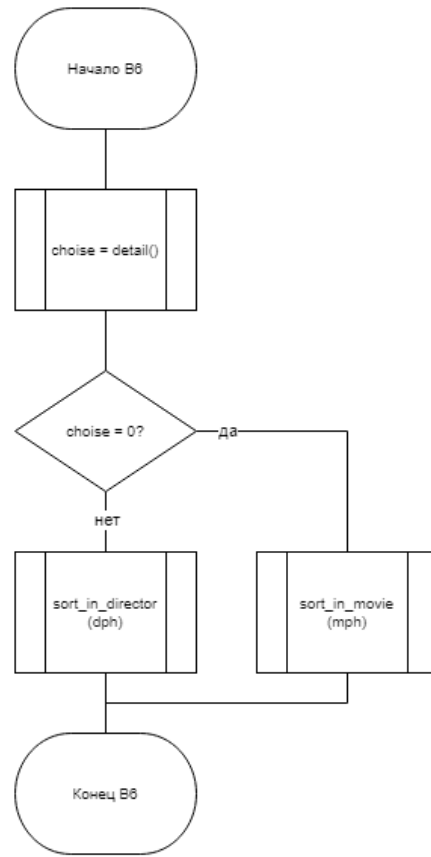 Начало В6
choise = detail()
choise = 0?
да
нет
sort_in_director
(dph)
sort_in_movie
(mph)
Конец В6